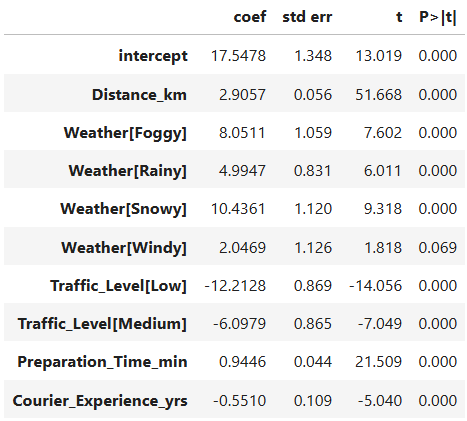 coef std err t P>|t|
intercept 17.5478 1.348 13.019 0.000
Distance_km 2.9057 0.056 51.668 0.000
Weather[Foggy] 8.0511 1.059 7.602 0.000
Weather[Rainy] 4.9947 0.831 6.011 0.000
Weather[Snowy] 10.4361 1.120 9.318 0.000
Weather[Windy] 2.0469 1.126 1.818 0.069
Traffic_Level[Low] -12.2128 0.869 -14.056 0.000
Traffic_Level[Medium] -6.0979 0.865 -7.049 0.000
Preparation_Time_min 0.9446 0.044 21.509 0.000
Courier_Experience_yrs -0.5510 0.109 -5.040 0.000